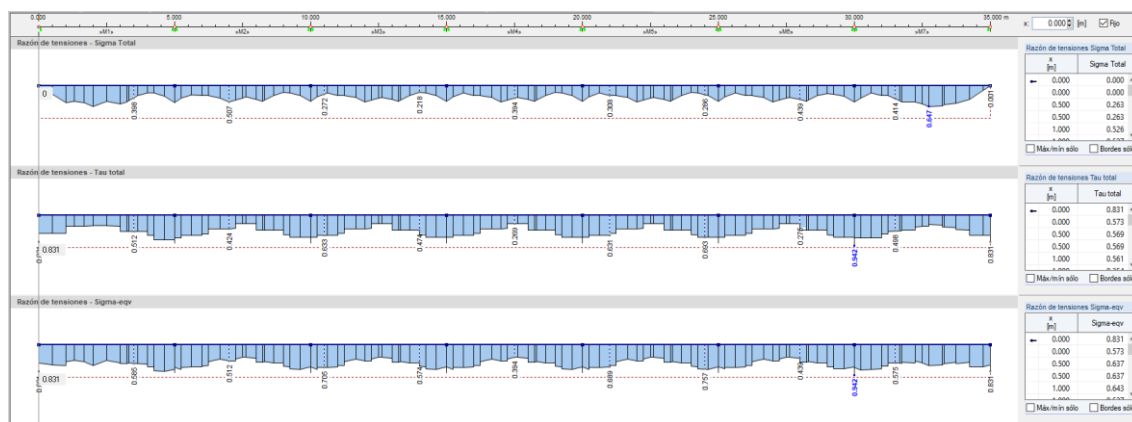 0.000 5.000 10.000 15.000 20.000 25.000 30.000 35.000 m
»M1» »M2» »M3» »M4» »M5» »M6» »M7»
x: 0.000 [m] Fijo
Razón de tensiones - Sigma Total
0
0.398 0.507 0.272 0.218 0.394 0.308 0.266 0.439 0.414 0.647 0.001
Razón de tensiones Sigma Total
x [m] Sigma Total
0.000 0.000
0.000 0.000
0.500 0.263
0.500 0.263
1.000 0.526
Máx/mín sólo Bordes sól
Razón de tensiones - Tau total
0.831
0.512 0.424 0.633 0.474 0.269 0.631 0.693 0.942 0.498 0.831
Razón de tensiones Tau total
x [m] Tau total
0.000 0.831
0.000 0.573
0.500 0.569
0.500 0.569
1.000 0.561
Máx/mín sólo Bordes sól
Razón de tensiones - Sigma-eqv
0.831
0.585 0.512 0.705 0.474 0.394 0.689 0.757 0.439 0.942 0.575 0.831
Razón de tensiones Sigma-eqv
x [m] Sigma-eqv
0.000 0.831
0.000 0.573
0.500 0.637
0.500 0.637
1.000 0.643
Máx/mín sólo Bordes sól